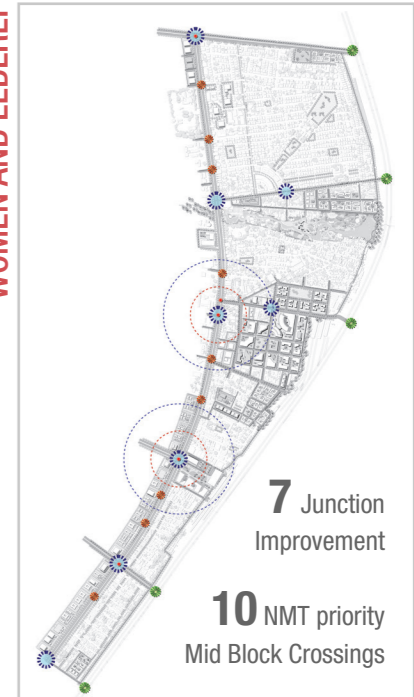 WOMEN AND ELDERLY
7 Junction
Improvement
10 NMT priority
Mid Block Crossings